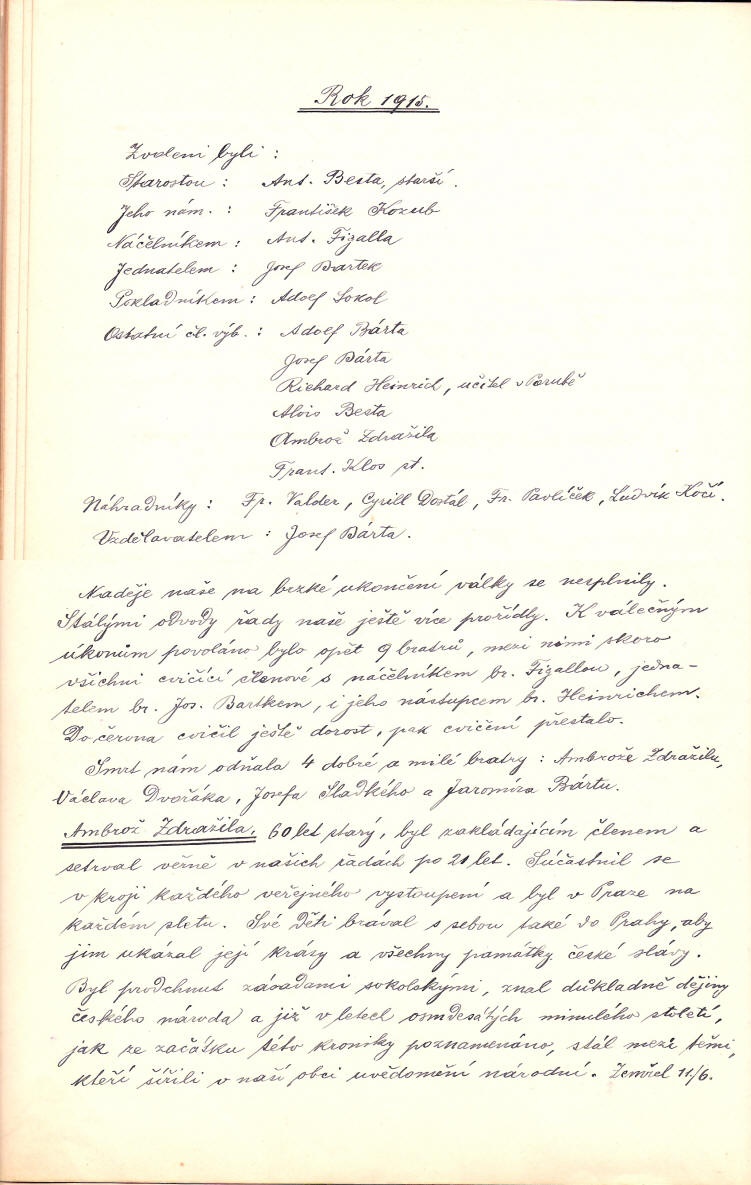 Rok 1915.
Zvoleni byli :
Starostou : Ant. Besta, starší.
Jeho nám. : František Kozub
Náčelníkem : Ant. Figalla
Jednatelem : Josef Bartek
Pokladníkem : Adolf Sokol
Ostatní čl. výb. : Adolf Bárta
Josef Bárta
Richard Heinrich, učitel v Porubě
Alois Besta
Ambrož Zdražila
Frant. Klos st.
Náhradníky : Fr. Valder, Cyrill Dostál, Fr. Pavlíček, Ludvík Kočí.
Vzdělavatelem : Josef Bárta.
Naděje naše na brzké ukončení války se nesplnily.
Stálými odvody řady naše ještě více prořídly. K válečným
úkonům povoláno bylo opět 9 bratrů, mezi nimi skoro
všichni cvičící členové s náčelníkem br. Figallou, jedna-
telem br. Jos. Bartkem, i jeho nástupcem br. Heinrichem.
Do června cvičil ještě dorost, pak cvičení přestalo.
Smrt nám odňala 4 dobré a milé bratry : Ambrože Zdražilu,
Václava Dvořáka, Josefa Sladkého a Jaromíra Bártu.
Ambrož Zdražila, 60 let starý, byl zakládajícím členem a
setrval věrně v našich řadách po 21 let. Súčastnil se
v kroji každého veřejného vystoupení a byl v Praze na
každém sletu. Své děti brával s sebou také do Prahy, aby
jim ukázal její krásy a všechny památky české slávy.
Byl prodchnut zásadami sokolskými, znal důkladně dějiny
českého národa a již v letech osmdesátých minulého století,
jak ze začátku této kroniky poznamenáno, stál mezi těmi,
kteří šířili v naší obci uvědomění národní. Zemřel 11./6.